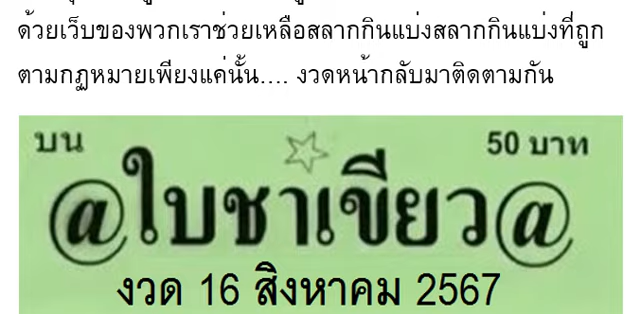 ด้วยเว็บของพวกเราช่วยเหลือสลากกินแบ่งสลากกินแบ่งที่ถูก
ตามกฏหมายเพียงแค่นั้น.... งวดหน้ากลับมาติดตามกัน
บน 50 บาท
@ใบชาเขียว@
งวด 16 สิงหาคม 2567